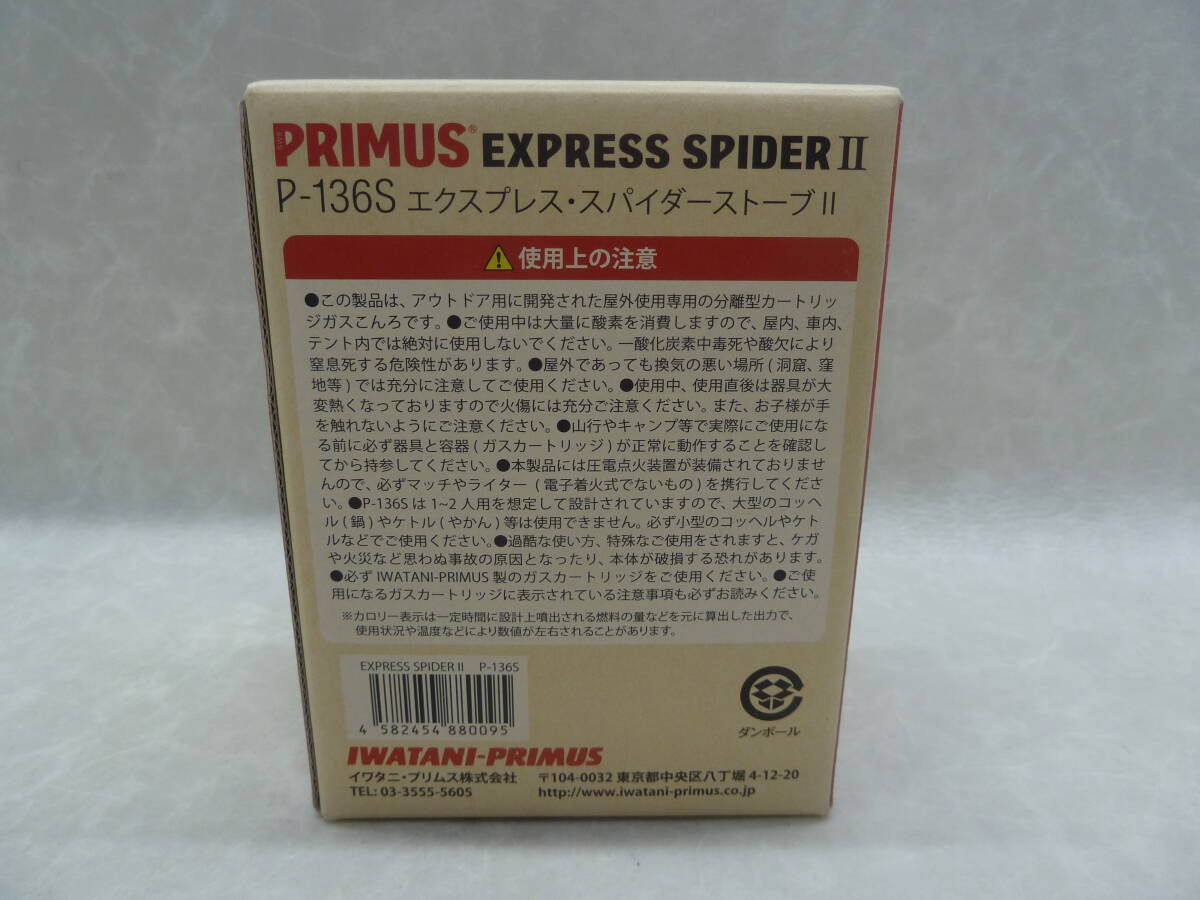 PRIMUS® EXPRESS SPIDER II
P-136S エクスプレス・スパイダーストーブ II
使用上の注意
●この製品は、アウトドア用に開発された屋外使用専用の分離型カートリッ
ジガスこんろです。●ご使用中は大量に酸素を消費しますので、屋内、車内、
テント内では絶対に使用しないでください。一酸化炭素中毒死や酸欠により
窒息死する危険性があります。●屋外であっても換気の悪い場所(洞窟、窪
地等)では充分に注意してご使用ください。●使用中、使用直後は器具が大
変熱くなっておりますので火傷には充分ご注意ください。また、お子様が手
を触れないようにご注意ください。●山行やキャンプ等で実際にご使用にな
る前に必ず器具と容器(ガスカートリッジ)が正常に動作することを確認し
てから持参してください。●本製品には圧電点火装置が装備されておりませ
んので、必ずマッチやライター(電子着火式でないもの)を携行してくださ
い。●P-136Sは1~2人用を想定して設計されていますので、大型のコッヘ
ル(鍋)やケトル(やかん)等は使用できません。必ず小型のコッヘルやケト
ルなどでご使用ください。●過酷な使い方、特殊なご使用をされますと、ケガ
や火災など思わぬ事故の原因となったり、本体が破損する恐れがあります。
●必ずIWATANI-PRIMUS製のガスカートリッジをご使用ください。●ご使
用になるガスカートリッジに表示されている注意事項も必ずお読みください。
※カロリー表示は一定時間に設計上噴出される燃料の量などを元に算出した出力で、
使用状況や温度などにより数値が左右されることがあります。
EXPRESS SPIDER II P-136S
4 582454 880095
ダンボール
IWATANI-PRIMUS
イワタニ・プリムス株式会社 〒104-0032 東京都中央区八丁堀 4-12-20
TEL: 03-3555-5605 http://www.iwatani-primus.co.jp